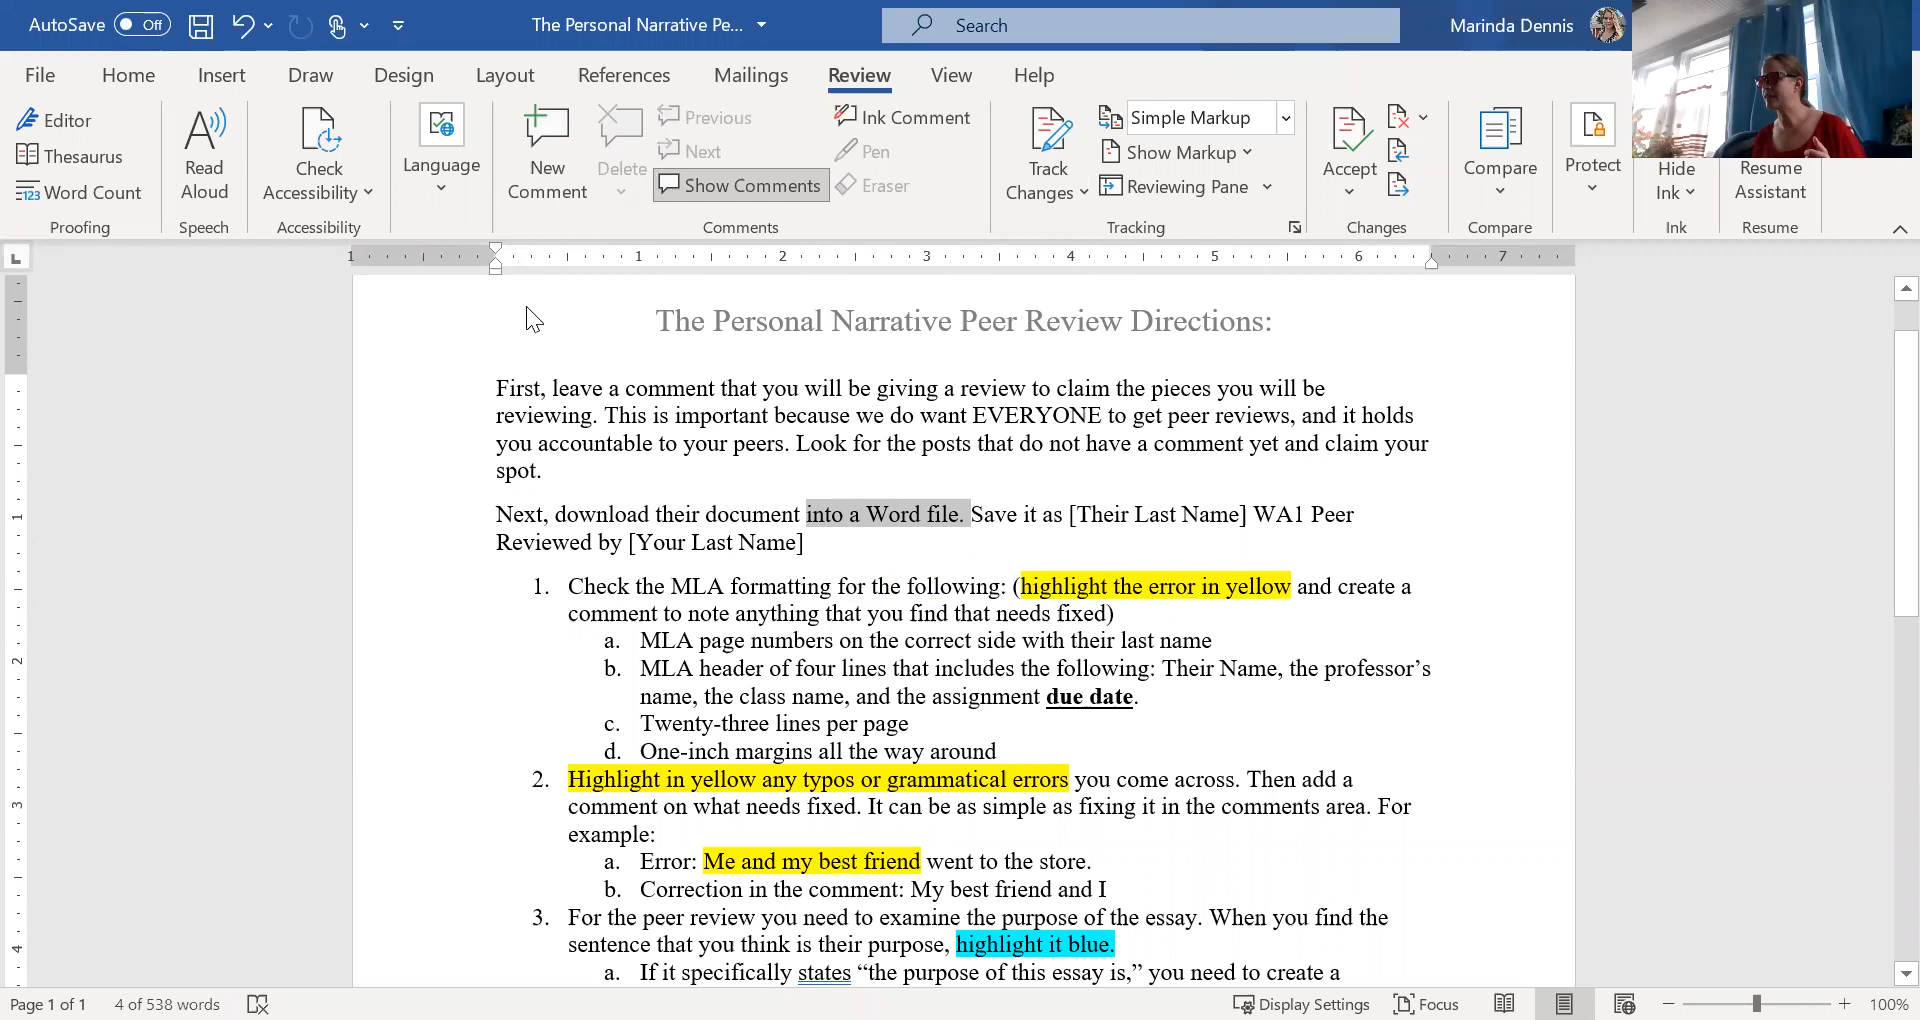 AutoSave Off The Personal Narrative Pe... Search Marinda Dennis
File Home Insert Draw Design Layout References Mailings Review View Help
Editor
Thesaurus
Word Count
Proofing
Read Aloud
Speech
Check Accessibility
Accessibility
Language
New Comment
Delete
Previous
Next
Show Comments
Ink Comment
Pen
Eraser
Comments
Track Changes
Simple Markup
Show Markup
Reviewing Pane
Tracking
Accept
Changes
Compare
Compare
Protect
Hide Ink
Ink
Resume Assistant
Resume
1 1 2 3 4 5 6 7
The Personal Narrative Peer Review Directions:
First, leave a comment that you will be giving a review to claim the pieces you will be
reviewing. This is important because we do want EVERYONE to get peer reviews, and it holds
you accountable to your peers. Look for the posts that do not have a comment yet and claim your
spot.
Next, download their document into a Word file. Save it as [Their Last Name] WA1 Peer
Reviewed by [Your Last Name]
1. Check the MLA formatting for the following: (highlight the error in yellow and create a
comment to note anything that you find that needs fixed)
a. MLA page numbers on the correct side with their last name
b. MLA header of four lines that includes the following: Their Name, the professor’s
name, the class name, and the assignment due date.
c. Twenty-three lines per page
d. One-inch margins all the way around
2. Highlight in yellow any typos or grammatical errors you come across. Then add a
comment on what needs fixed. It can be as simple as fixing it in the comments area. For
example:
a. Error: Me and my best friend went to the store.
b. Correction in the comment: My best friend and I
3. For the peer review you need to examine the purpose of the essay. When you find the
sentence that you think is their purpose, highlight it blue.
a. If it specifically states “the purpose of this essay is,” you need to create a
1
2
3
4
Page 1 of 1 4 of 538 words Display Settings Focus 100%